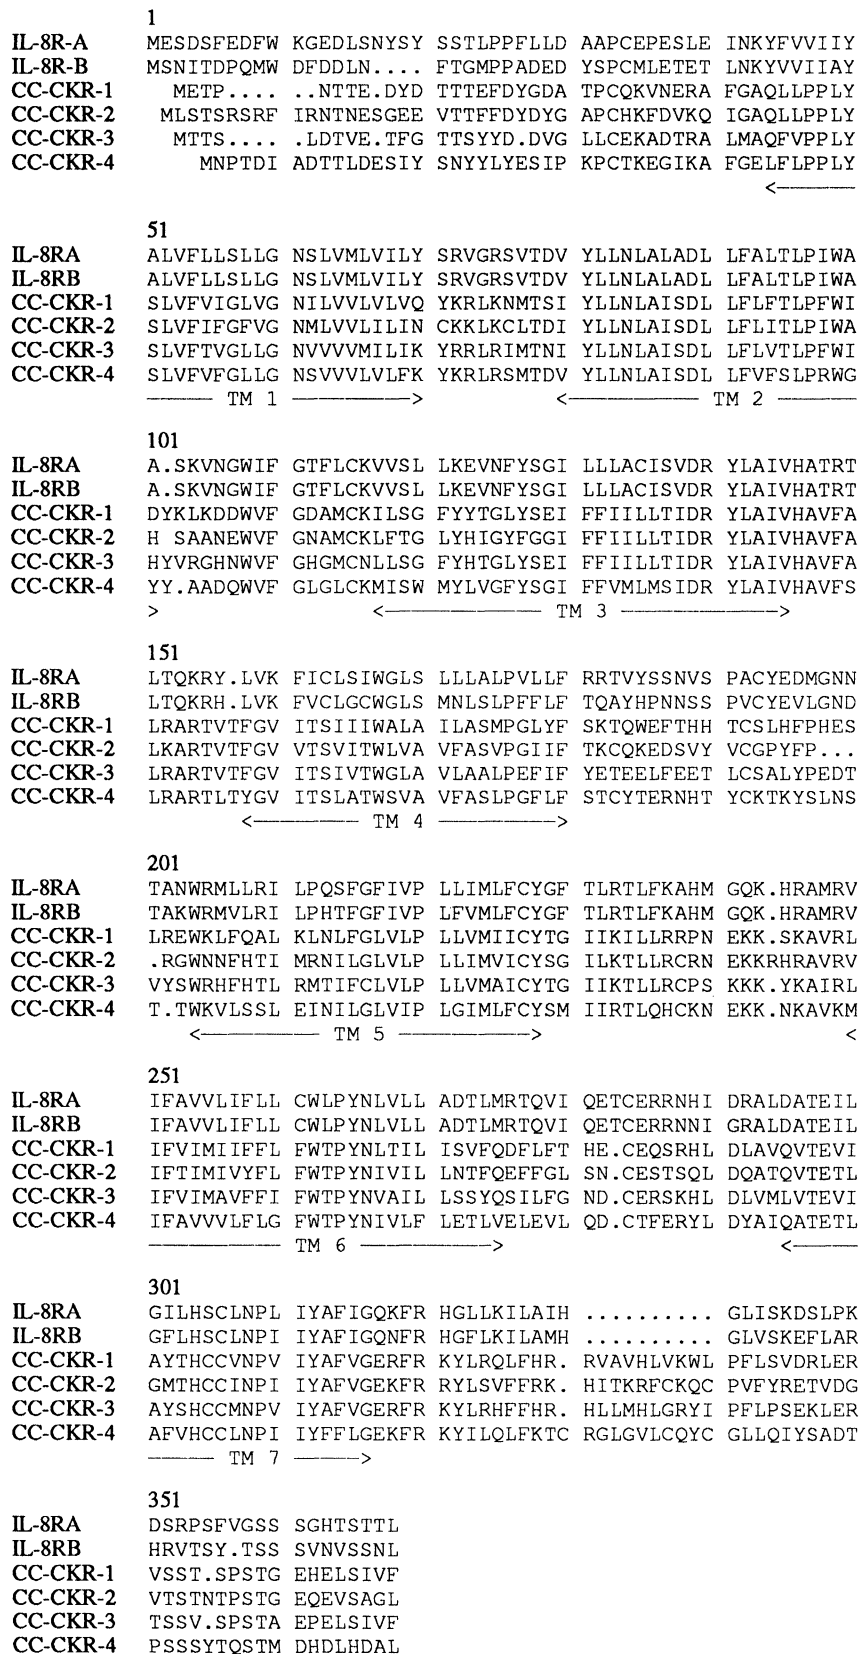 1
IL-8R-A MESDSFEDFW KGEDLSNYSY SSTLPPFLLD AAPCEPESLE INKYFVVIIY
IL-8R-B MSNITDPQMW DFDDLN.... FTGMPPADED YSPCMLETET LNKYVVIIAY
CC-CKR-1 METP..... ..NTTE.DYD TTTEFDYGDA TPCQKVNERA FGAQLLPPLY
CC-CKR-2 MLSTSRSRF IRNTNESGEE VTTFFDYDYG APCHKFDVKQ IGAQLLPPLY
CC-CKR-3 MTTS..... .LDTVE.TFG TTSYYD.DVG LLCEKADTRA LMAQFVPPLY
CC-CKR-4 MNPTDI ADTTLDESIY SNYYLYESIP KPCTKEGIKA FGELFLPPLY
<------
51
IL-8RA ALVFLLSLLG NSLVMLVILY SRVGRSVTDV YLLNLALADL LFALTLPIWA
IL-8RB ALVFLLSLLG NSLVMLVILY SRVGRSVTDV YLLNLALADL LFALTLPIWA
CC-CKR-1 SLVFVIGLVG NILVVLVLVQ YKRLKNMTSI YLLNLAISDL LFLFTLPFWI
CC-CKR-2 SLVFIFGFVG NMLVVLILIN CKKLKCLTDI YLLNLAISDL LFLITLPIWA
CC-CKR-3 SLVFTVGLLG NVVVVMILIK YRRLRIMTNI YLLNLAISDL LFLVTLPFWI
CC-CKR-4 SLVFVFGLLG NSVVVLVLFK YKRLRSMTDV YLLNLAISDL LFVFSLPRWG
----- TM 1 --------> <--------- TM 2 ------
101
IL-8RA A.SKVNGWIF GTFLCKVVSL LKEVNFYSGI LLLACISVDR YLAIVHATRT
IL-8RB A.SKVNGWIF GTFLCKVVSL LKEVNFYSGI LLLACISVDR YLAIVHATRT
CC-CKR-1 DYKLKDDWVF GDAMCKILSG FYYTGLYSEI FFIILLTIDR YLAIVHAVFA
CC-CKR-2 H SAANEWVF GNAMCKLFTG LYHIGYFGGI FFIILLTIDR YLAIVHAVFA
CC-CKR-3 HYVRGHNWVF GHGMCNLLSG FYHTGLYSEI FFIILLTIDR YLAIVHAVFA
CC-CKR-4 YY.AADQWVF GLGLCKMISW MYLVGFYSGI FFVMLMSIDR YLAIVHAVFS
> <----------- TM 3 ----------->
151
IL-8RA LTQKRY.LVK FICLSIWGLS LLLALPVLLF RRTVYSSNVS PACYEDMGNN
IL-8RB LTQKRH.LVK FVCLGCWGLS MNLSLPFFLF TQAYHPNNSS PVCYEVLGND
CC-CKR-1 LRARTVTFGV ITSIIIWALA ILASMPGLYF SKTQWEFTHH TCSLHFPHES
CC-CKR-2 LKARTVTFGV VTSVITWLVA VFASVPGIIF TKCQKEDSVY VCGPYFP...
CC-CKR-3 LRARTVTFGV ITSIVTWGLA VLAALPEFIF YETEELFEET LCSALYPEDT
CC-CKR-4 LRARTLTYGV ITSLATWSVA VFASLPGFLF STCYTERNHT YCKTKYSLNS
<-------- TM 4 --------->
201
IL-8RA TANWRMLLRI LPQSFGFIVP LLIMLFCYGF TLRTLFKAHM GQK.HRAMRV
IL-8RB TAKWRMVLRI LPHTFGFIVP LFVMLFCYGF TLRTLFKAHM GQK.HRAMRV
CC-CKR-1 LREWKLFQAL KLNLFGLVLP LLVMIICYTG IIKILLRRPN EKK.SKAVRL
CC-CKR-2 .RGWNNFHTI MRNILGLVLP LLIMVICYSG ILKTLLRCRN EKKRHRAVRV
CC-CKR-3 VYSWRHFHTL RMTIFCLVLP LLVMAICYTG IIKTLLRCPS KKK.YKAIRL
CC-CKR-4 T.TWKVLSSL EINILGLVIP LGIMLFCYSM IIRTLQHCKN EKK.NKAVKM
<--------- TM 5 ----------> <
251
IL-8RA IFAVVLIFLL CWLPYNLVLL ADTLMRTQVI QETCERRNHI DRALDATEIL
IL-8RB IFAVVLIFLL CWLPYNLVLL ADTLMRTQVI QETCERRNNI GRALDATEIL
CC-CKR-1 IFVIMIIFFL FWTPYNLTIL ISVFQDFLFT HE.CEQSRHL DLAVQVTEVI
CC-CKR-2 IFTIMIVYFL FWTPYNIVIL LNTFQEFFGL SN.CESTSQL DQATQVTETL
CC-CKR-3 IFVIMAVFFI FWTPYNVAIL LSSYQSILFG ND.CERSKHL DLVMLVTEVI
CC-CKR-4 IFAVVVLFLG FWTPYNIVLF LETLVELEVL QD.CTFERYL DYAIQATETL
---------- TM 6 ----------> <-----
301
IL-8RA GILHSCLNPL IYAFIGQKFR HGLLKILAIH .......... GLISKDSLPK
IL-8RB GFLHSCLNPI IYAFIGQNFR HGFLKILAMH .......... GLVSKEFLAR
CC-CKR-1 AYTHCCVNPV IYAFVGERFR KYLRQLFHR. RVAVHLVKWL PFLSVDRLER
CC-CKR-2 GMTHCCINPI IYAFVGEKFR RYLSVFFRK. HITKRFCKQC PVFYRETVDG
CC-CKR-3 AYSHCCMNPV IYAFVGERFR KYLRHFFHR. HLLMHLGRYI PFLPSEKLER
CC-CKR-4 AFVHCCLNPI IYFFLGEKFR KYILQLFKTC RGLGVLCQYC GLLQIYSADT
----- TM 7 ----->
351
IL-8RA DSRPSFVGSS SGHTSTTL
IL-8RB HRVTSY.TSS SVNVSSNL
CC-CKR-1 VSST.SPSTG EHELSIVF
CC-CKR-2 VTSTNTPSTG EQEVSAGL
CC-CKR-3 TSSV.SPSTA EPELSIVF
CC-CKR-4 PSSSYTQSTM DHDLHDAL